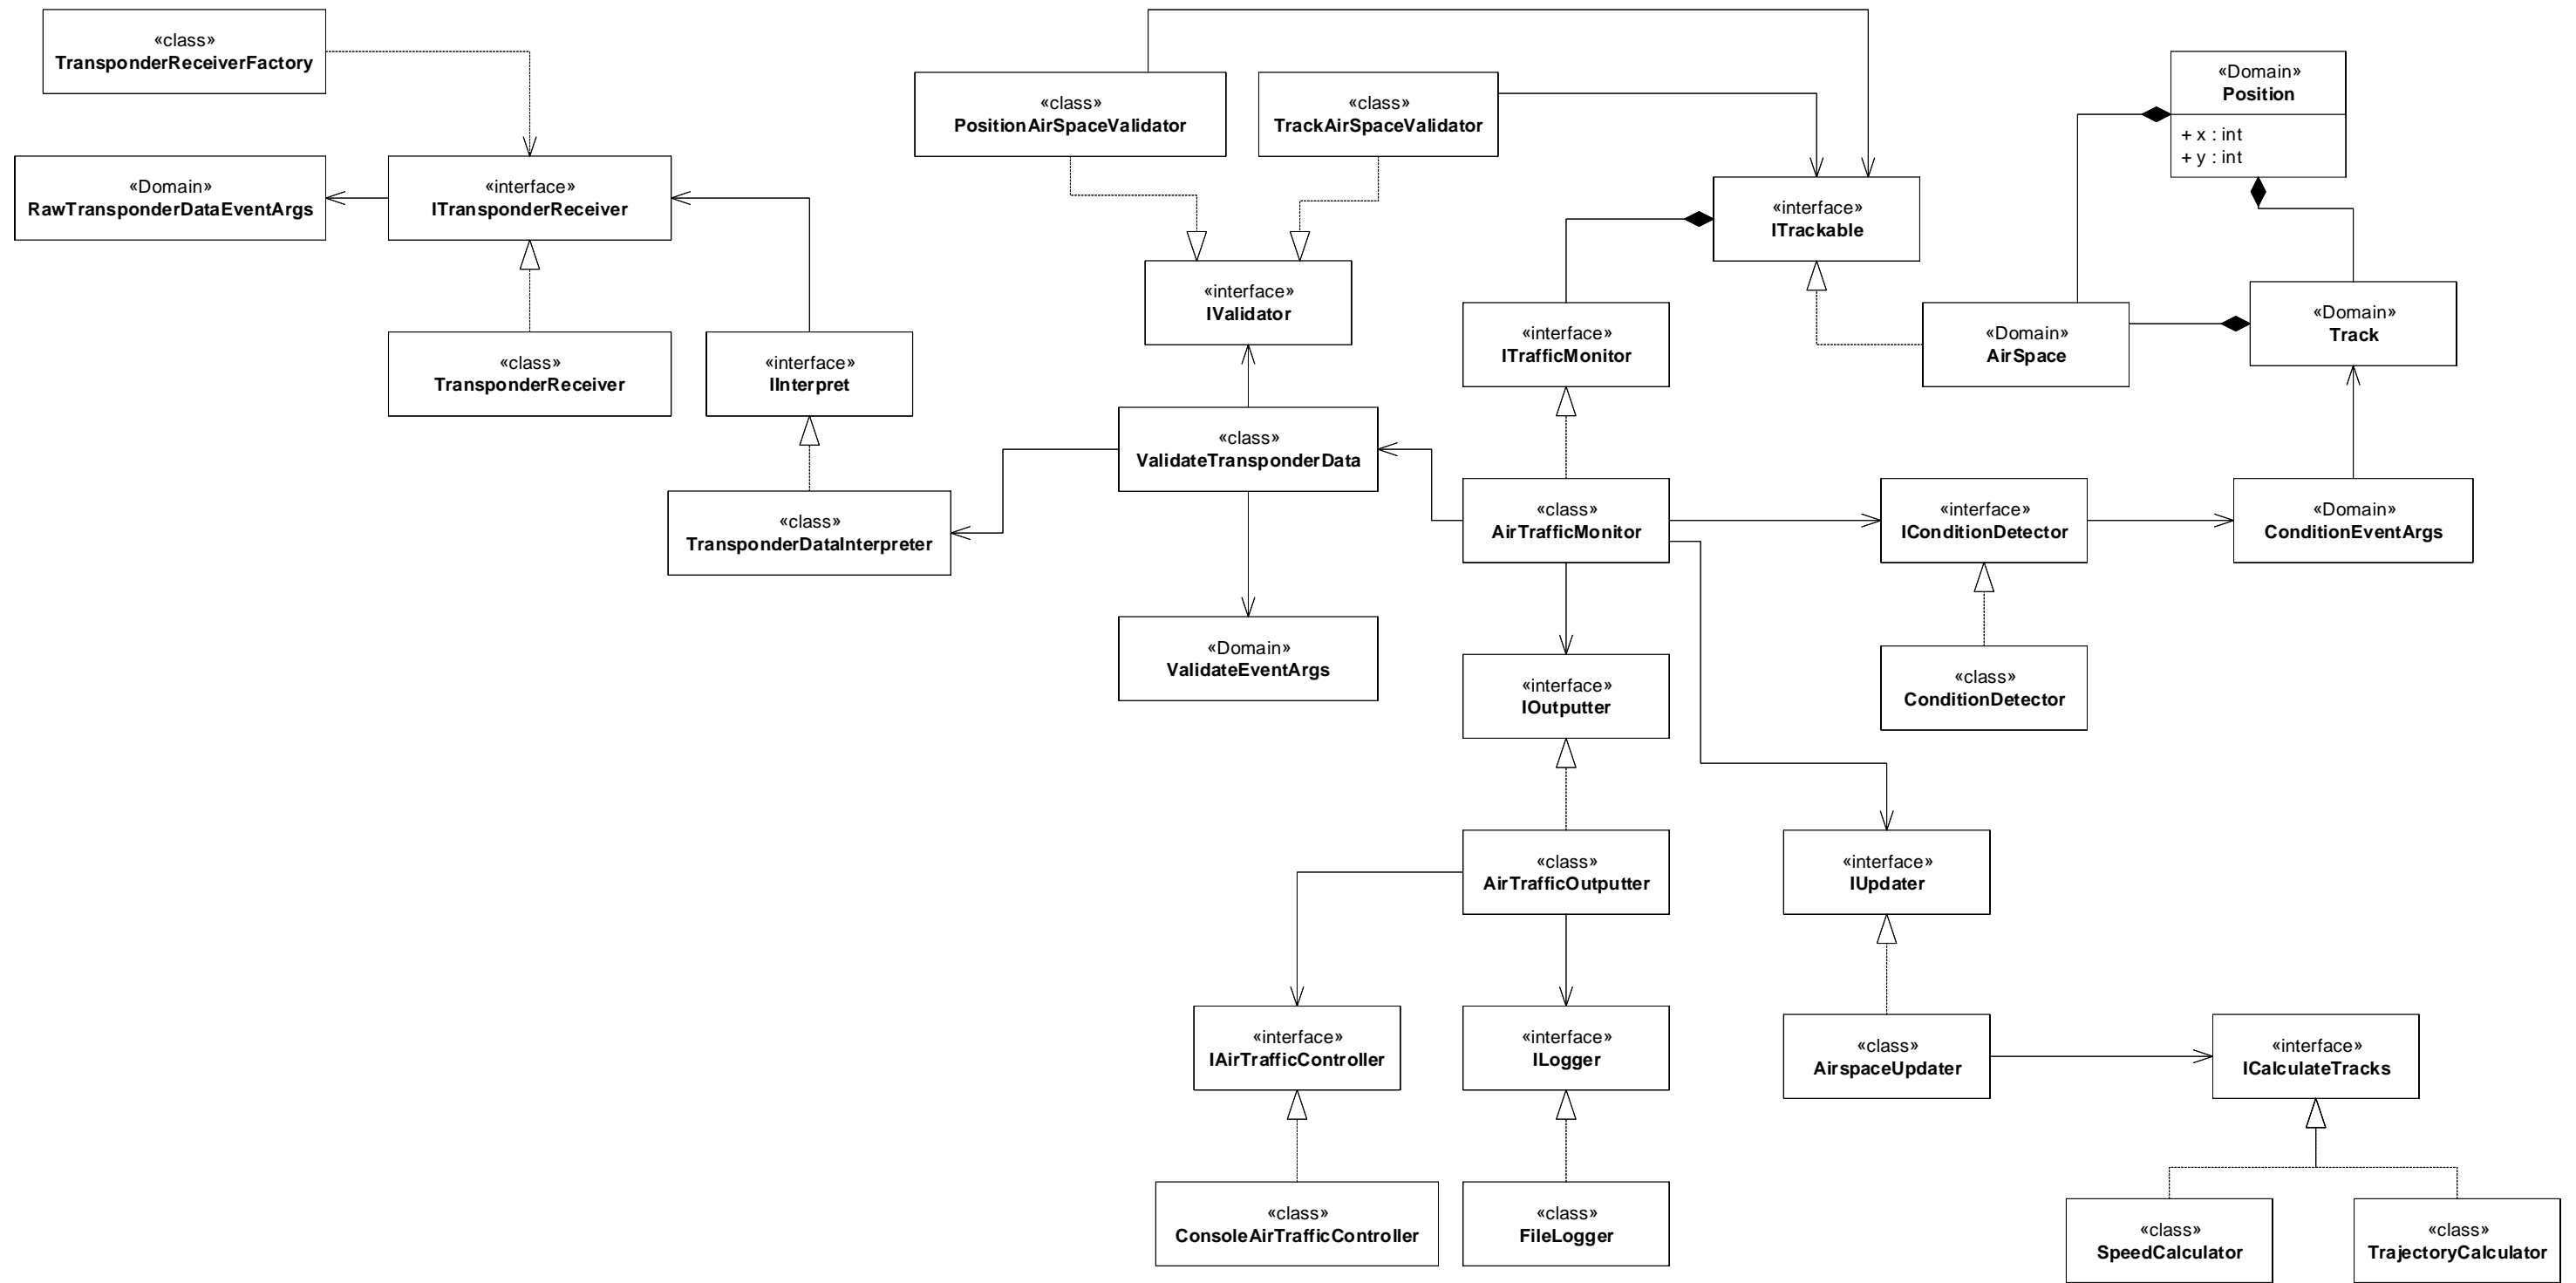 «class»
TransponderReceiverFactory
«Domain»
RawTransponderDataEventArgs
«interface»
ITransponderReceiver
«class»
TransponderReceiver
«interface»
IInterpret
«class»
TransponderDataInterpreter
«class»
PositionAirSpaceValidator
«class»
TrackAirSpaceValidator
«interface»
IValidator
«class»
ValidateTransponderData
«Domain»
ValidateEventArgs
«interface»
ITrackable
«interface»
ITrafficMonitor
«class»
AirTrafficMonitor
«Domain»
Position
+ x : int
+ y : int
«Domain»
AirSpace
«Domain»
Track
«interface»
IConditionDetector
«Domain»
ConditionEventArgs
«class»
ConditionDetector
«interface»
IOutputter
«class»
AirTrafficOutputter
«interface»
IUpdater
«interface»
IAirTrafficController
«interface»
ILogger
«class»
AirspaceUpdater
«interface»
ICalculateTracks
«class»
ConsoleAirTrafficController
«class»
FileLogger
«class»
SpeedCalculator
«class»
TrajectoryCalculator